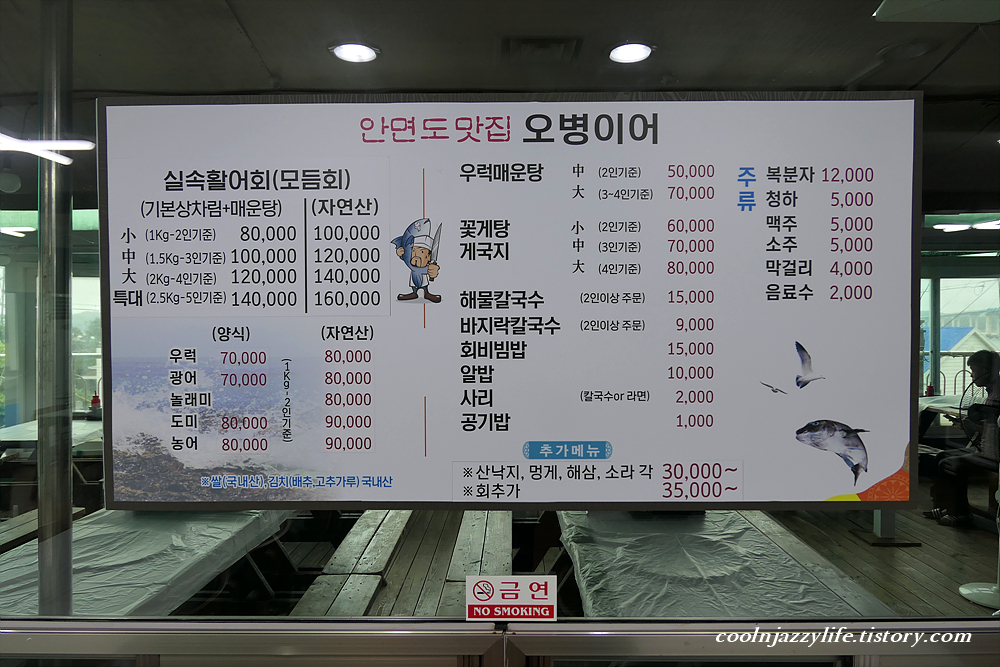 안면도맛집 오병이어
실속활어회(모듬회)
(기본상차림+매운탕) (자연산)
小 (1Kg-2인기준) 80,000 100,000
中 (1.5Kg-3인기준) 100,000 120,000
大 (2Kg-4인기준) 120,000 140,000
특대 (2.5Kg-5인기준) 140,000 160,000
(양식) (자연산)
우럭 70,000 80,000
광어 70,000 80,000
놀래미 80,000
도미 80,000 90,000
농어 80,000 90,000
(1Kg-2인기준)
※쌀(국내산),김치(배추,고추가루) 국내산
우럭매운탕 中 (2인기준) 50,000
大 (3~4인기준) 70,000
꽃게탕 小 (2인기준) 60,000
게국지 中 (3인기준) 70,000
大 (4인기준) 80,000
해물칼국수 (2인이상 주문) 15,000
바지락칼국수 (2인이상 주문) 9,000
회비빔밥 15,000
알밥 10,000
사리 (칼국수or 라면) 2,000
공기밥 1,000
추가메뉴
※산낙지, 멍게, 해삼, 소라 각 30,000~
※회추가 35,000~
주류
복분자 12,000
청하 5,000
맥주 5,000
소주 5,000
막걸리 4,000
음료수 2,000
금연
NO SMOKING
coolnjazzylife.tistory.com